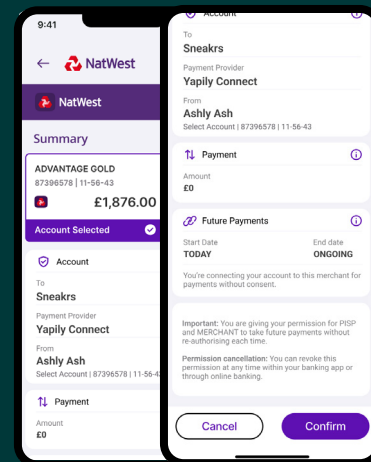 9:41
NatWest
NatWest
Summary
ADVANTAGE GOLD
87396578 | 11-56-43
£1,876.00
Account Selected
Account
To
Sneakrs
Payment Provider
Yapily Connect
From
Ashly Ash
Select Account | 87396578 | 11-56-4
Payment
Amount
£0
Account
To
Sneakrs
Payment Provider
Yapily Connect
From
Ashly Ash
Select Account | 87396578 | 11-56-43
Payment
Amount
£0
Future Payments
Start Date
End date
TODAY
ONGOING
You're connecting your account to this merchant for
payments without consent.
Important: You are giving your permission for PISP
and MERCHANT to take future payments without
re-authorising each time.
Permission cancellation: You can revoke this
permission at any time within your banking app or
through online banking.
Cancel
Confirm